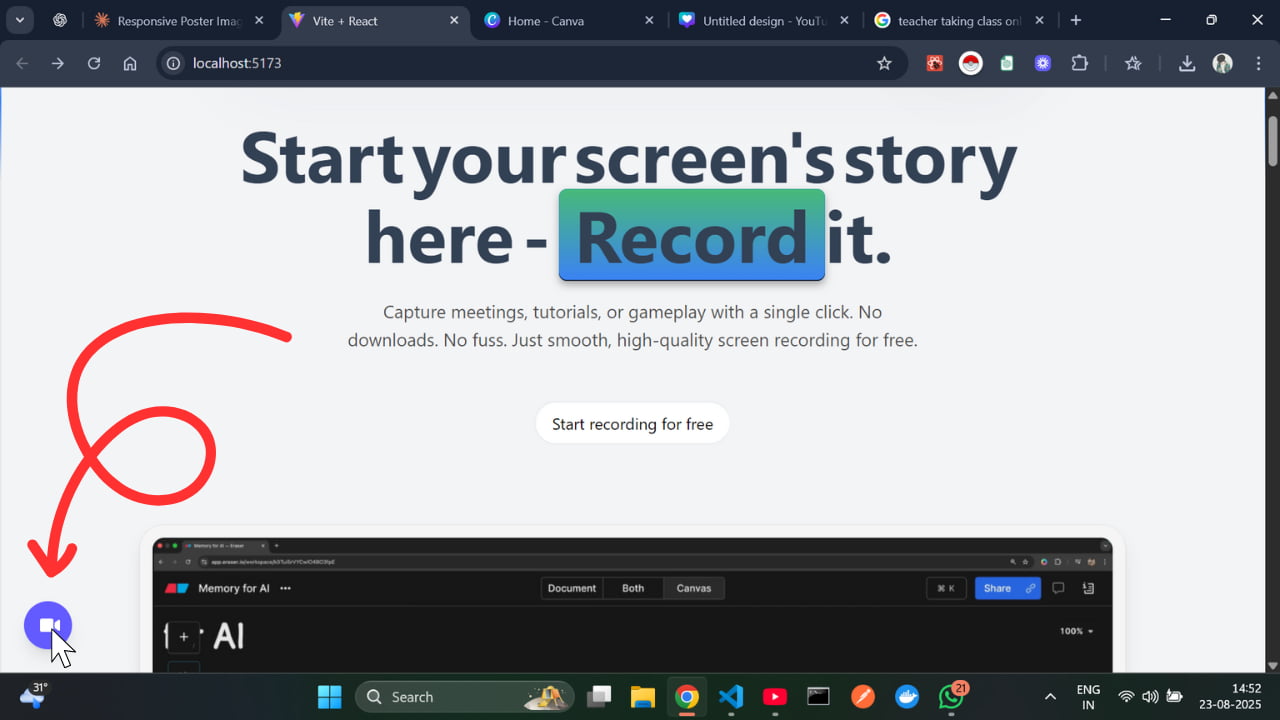 Responsive Poster Imag
Vite + React
Home - Canva
Untitled design - YouTu
teacher taking class onl
localhost:5173
Start your screen's story
here - Record it.
Capture meetings, tutorials, or gameplay with a single click. No
downloads. No fuss. Just smooth, high-quality screen recording for free.
Start recording for free
Memory for AI — Eraser
Memory for AI
Document
Both
Canvas
⌘ K
Share
AI
100%
31°
Search
21
ENG
IN
14:52
23-08-2025